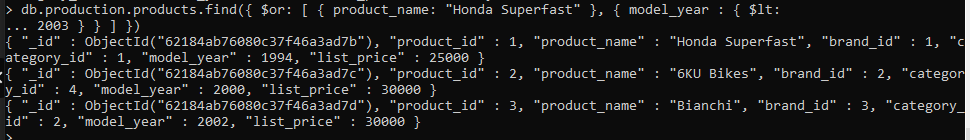 > db.production.products.find({ $or: [ { product_name: "Honda Superfast" }, { model_year : { $lt:
... 2003 } } ] })
{ "_id" : ObjectId("62184ab76080c37f46a3ad7b"), "product_id" : 1, "product_name" : "Honda Superfast", "brand_id" : 1, "c
ategory_id" : 1, "model_year" : 1994, "list_price" : 25000 }
{ "_id" : ObjectId("62184ab76080c37f46a3ad7c"), "product_id" : 2, "product_name" : "6KU Bikes", "brand_id" : 2, "categor
y_id" : 4, "model_year" : 2000, "list_price" : 30000 }
{ "_id" : ObjectId("62184ab76080c37f46a3ad7d"), "product_id" : 3, "product_name" : "Bianchi", "brand_id" : 3, "category_
id" : 2, "model_year" : 2002, "list_price" : 30000 }
>